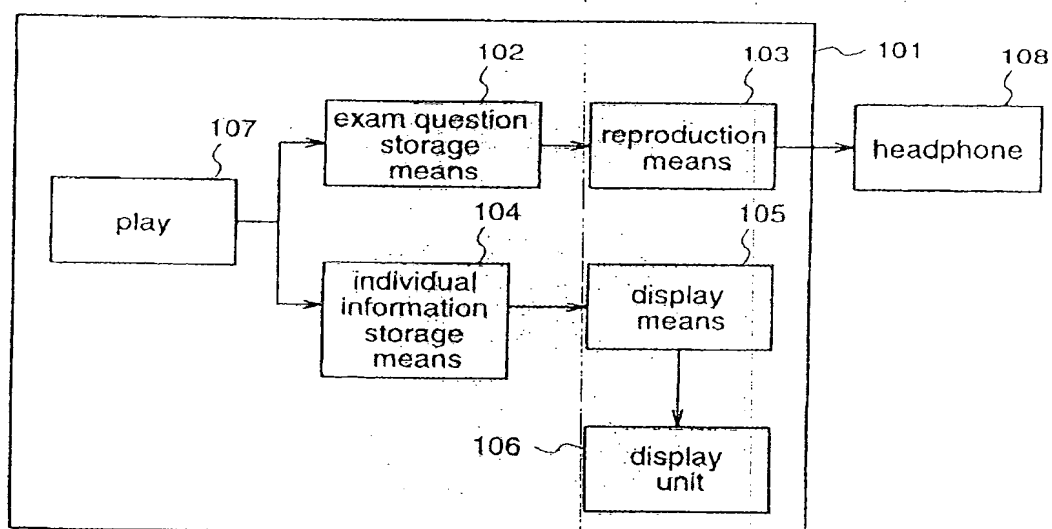 102
exam question
storage
means
103
reproduction
means
101
108
headphone
107
play
104
individual
information
storage
means
105
display
means
106
display
unit